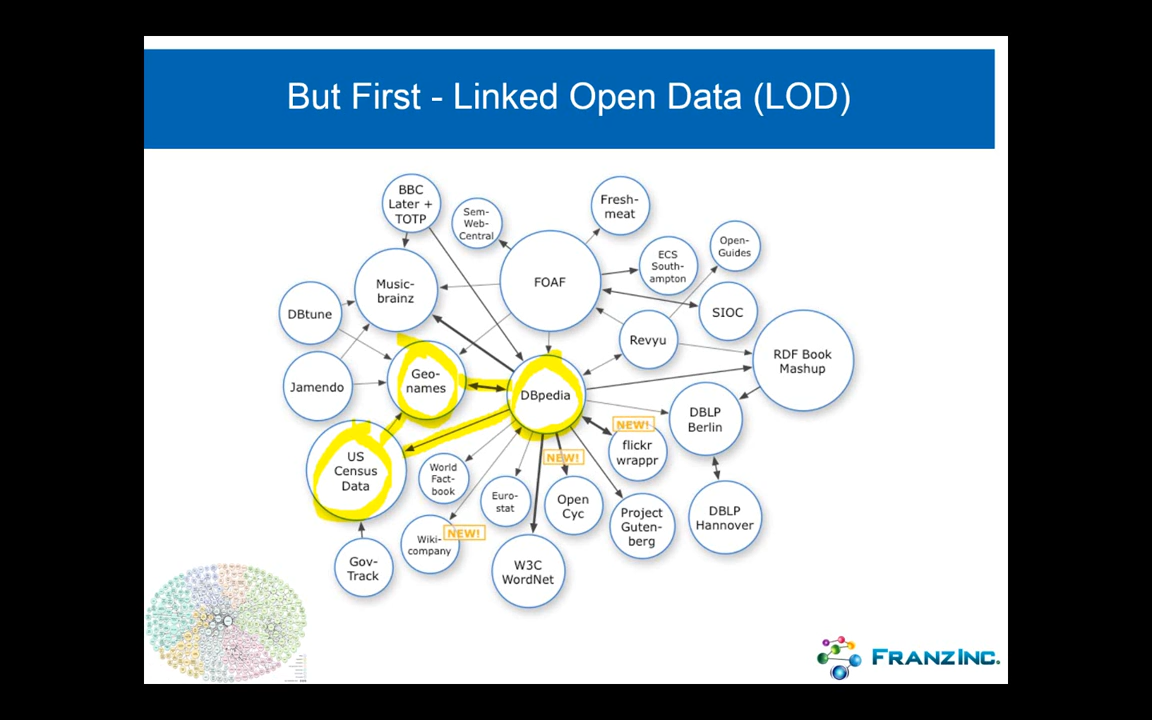 But First - Linked Open Data (LOD)
BBC
Later +
TOTP
Sem-
Web-
Central
Fresh-
meat
FOAF
ECS
South-
ampton
Open-
Guides
Music-
brainz
DBtune
SIOC
Revyu
RDF Book
Mashup
Jamendo
Geo-
names
DBpedia
DBLP
Berlin
NEW!
flickr
wrappr
US
Census
Data
NEW!
World
Fact-
book
Euro-
stat
Open
Cyc
Project
Guten-
berg
DBLP
Hannover
Wiki-
company
NEW!
Gov-
Track
W3C
WordNet
FRANZ INC.